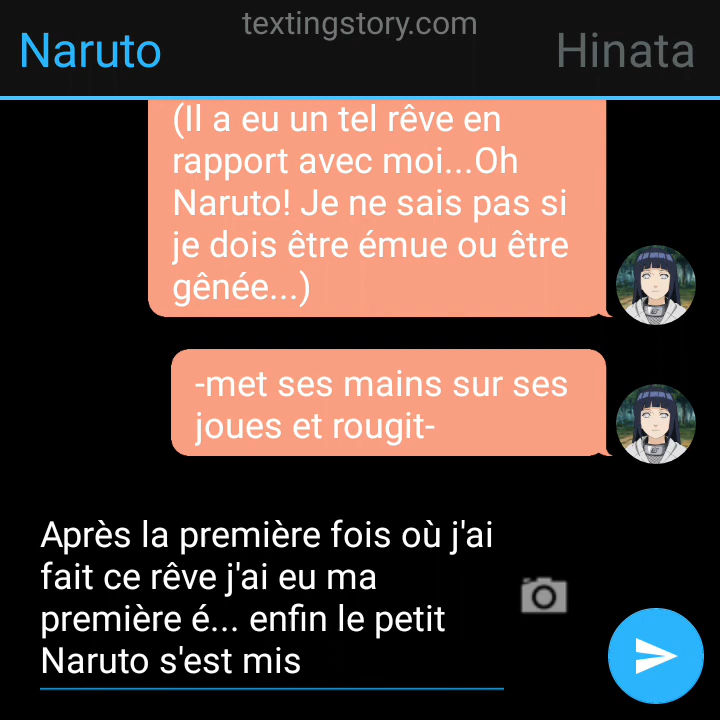 textingstory.com
Naruto
Hinata
(Il a eu un tel rêve en
rapport avec moi...Oh
Naruto! Je ne sais pas si
je dois être émue ou être
gênée...)
-met ses mains sur ses
joues et rougit-
Après la première fois où j'ai
fait ce rêve j'ai eu ma
première é... enfin le petit
Naruto s'est mis